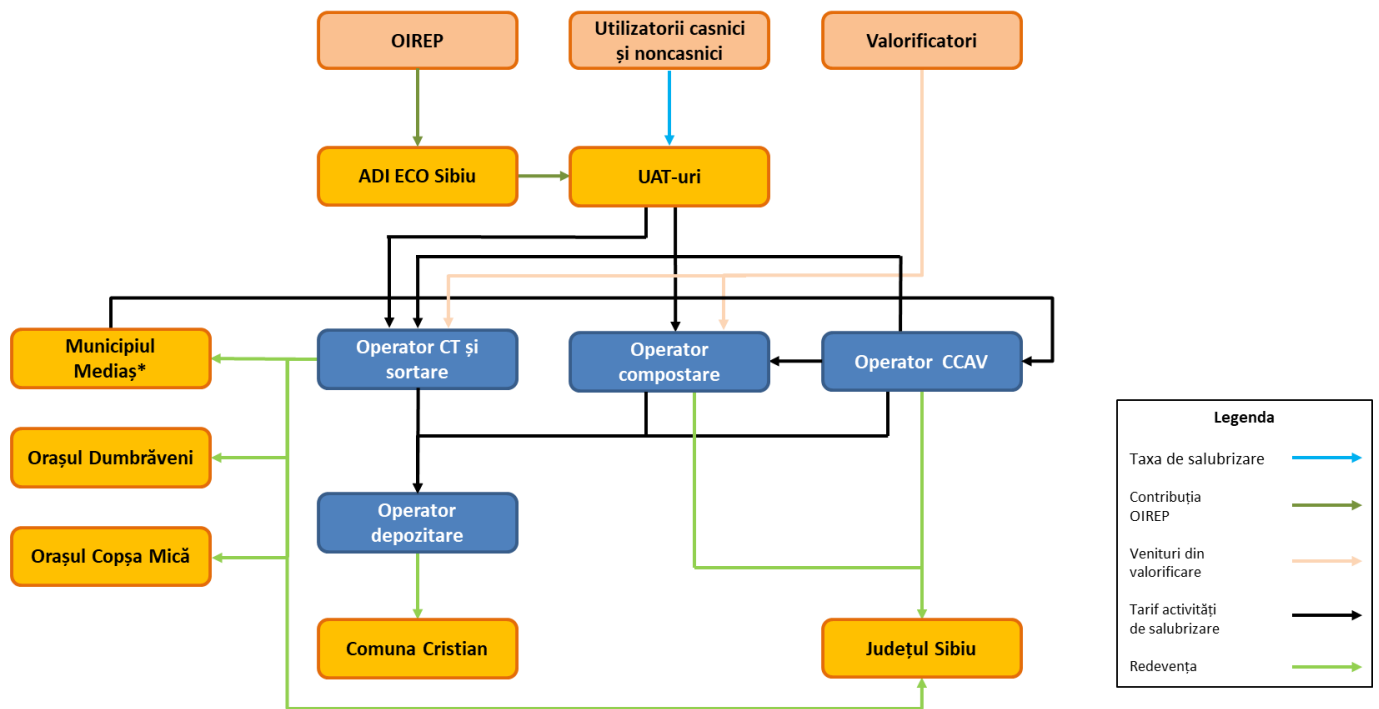 OIREP
Utilizatorii casnici
și noncasnici
Valorificatori
ADI ECO Sibiu
UAT-uri
Municipiul
Mediaș*
Operator CT și
sortare
Operator
compostare
Operator CCAV
Orașul Dumbrăveni
Operator
depozitare
Orașul Copșa Mică
Comuna Cristian
Județul Sibiu
Legenda
Taxa de salubrizare
Contribuția
OIREP
Venituri din
valorificare
Tarif activități
de salubrizare
Redevența